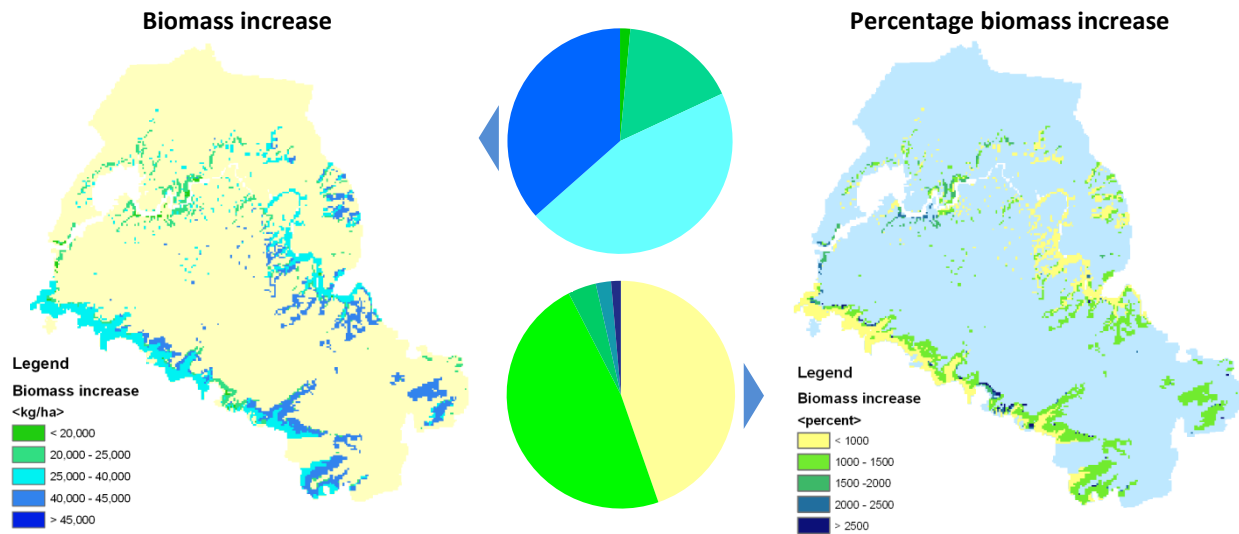 Biomass increase
Percentage biomass increase
Legend
Biomass increase
<kg/ha>
< 20,000
20,000 - 25,000
25,000 - 40,000
40,000 - 45,000
> 45,000
Legend
Biomass increase
<percent>
< 1000
1000 - 1500
1500 -2000
2000 - 2500
> 2500